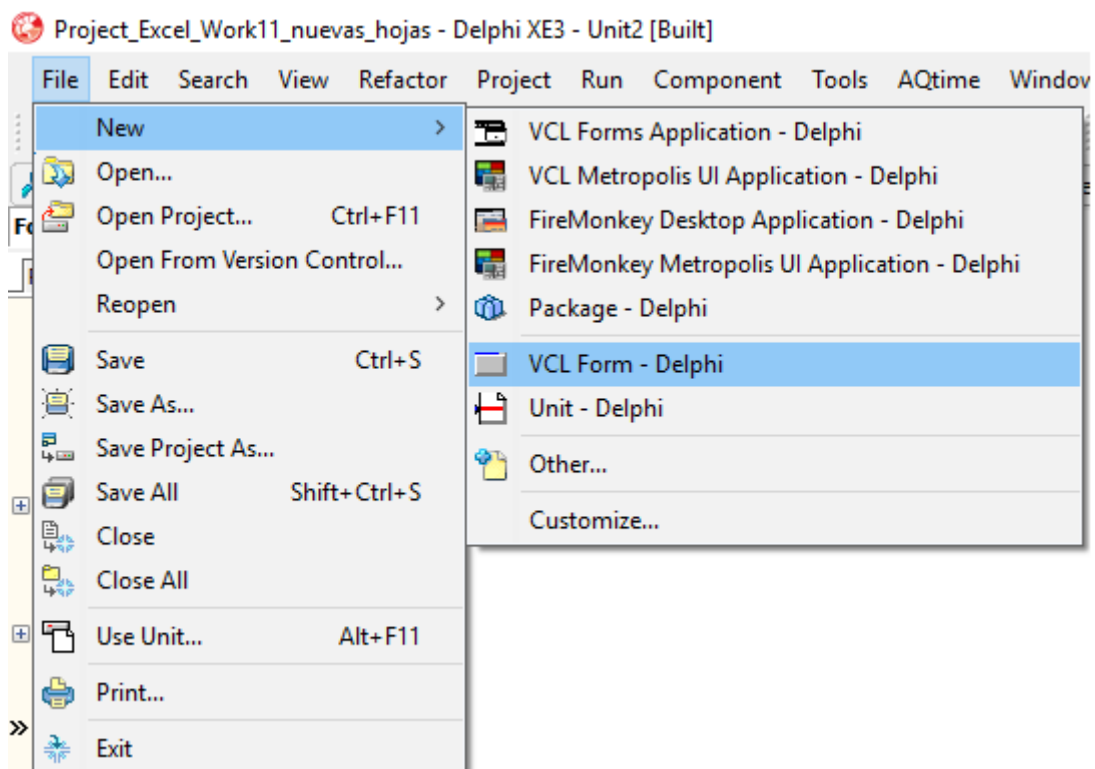 Project_Excel_Work11_nuevas_hojas - Delphi XE3 - Unit2 [Built]
File Edit Search View Refactor Project Run Component Tools AQtime Window
New
Open...
Open Project... Ctrl+F11
Open From Version Control...
Reopen
Save Ctrl+S
Save As...
Save Project As...
Save All Shift+Ctrl+S
Close
Close All
Use Unit... Alt+F11
Print...
Exit
VCL Forms Application - Delphi
VCL Metropolis UI Application - Delphi
FireMonkey Desktop Application - Delphi
FireMonkey Metropolis UI Application - Delphi
Package - Delphi
VCL Form - Delphi
Unit - Delphi
Other...
Customize...